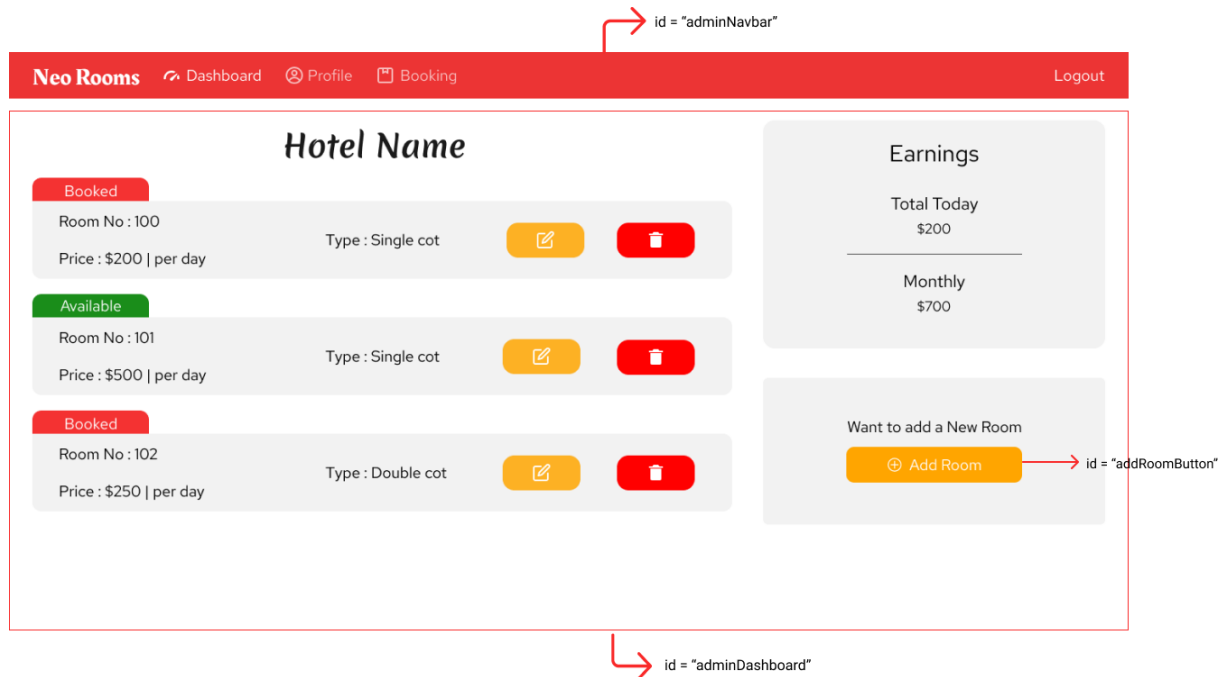 id = “adminNavbar”
Neo Rooms Dashboard Profile Booking Logout
Hotel Name
Booked
Room No : 100
Price : $200 | per day
Type : Single cot
Available
Room No : 101
Price : $500 | per day
Type : Single cot
Booked
Room No : 102
Price : $250 | per day
Type : Double cot
Earnings
Total Today
$200
Monthly
$700
Want to add a New Room
Add Room
id = “addRoomButton”
id = “adminDashboard”